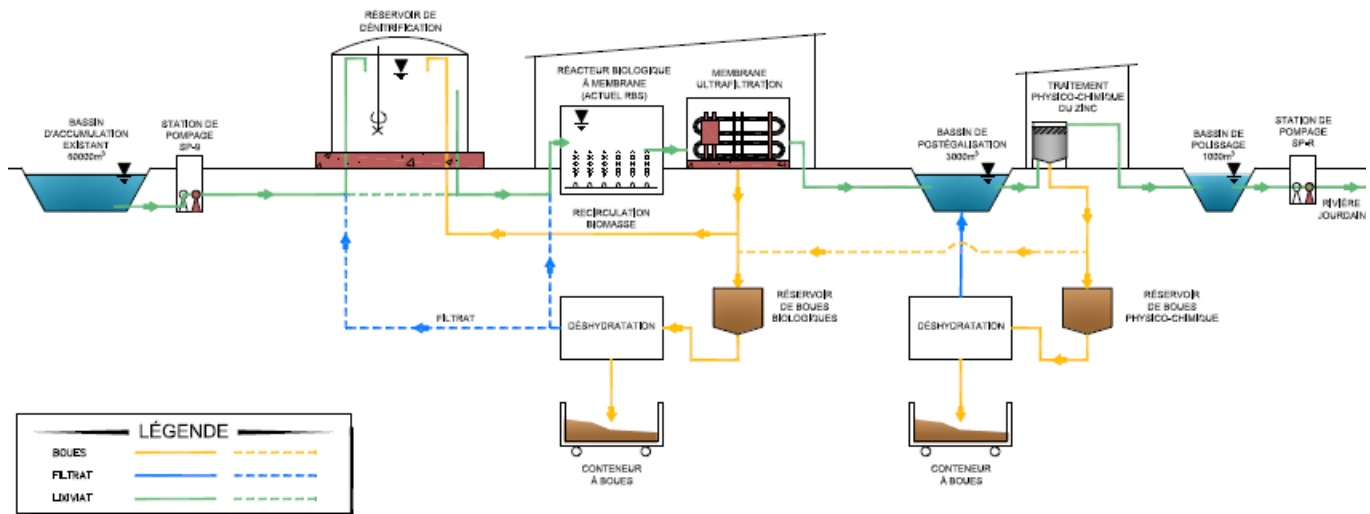 RÉSERVOIR DE
DÉNITRIFICATION
RÉACTEUR BIOLOGIQUE
À MEMBRANE
(ACTUEL RBS)
MEMBRANE
ULTRAFILTRATION
TRAITEMENT
PHYSICO-CHIMIQUE
DU ZINC
BASSIN
D'ACCUMULATION
EXISTANT
60000m³
STATION DE
POMPAGE
SP-9
BASSIN DE
POSTÉGALISATION
3000m³
BASSIN DE
POLISSAGE
1000m³
STATION DE
POMPAGE
SP-R
RIVIÈRE
JOURDAIN
RECIRCULATION
BIOMASSE
FILTRAT
DÉSHYDRATATION
RÉSERVOIR
DE BOUES
BIOLOGIQUES
DÉSHYDRATATION
RÉSERVOIR
DE BOUES
PHYSICO-CHIMIQUE
CONTENEUR
À BOUES
CONTENEUR
À BOUES
LÉGENDE
BOUES
FILTRAT
LIXIVIAT